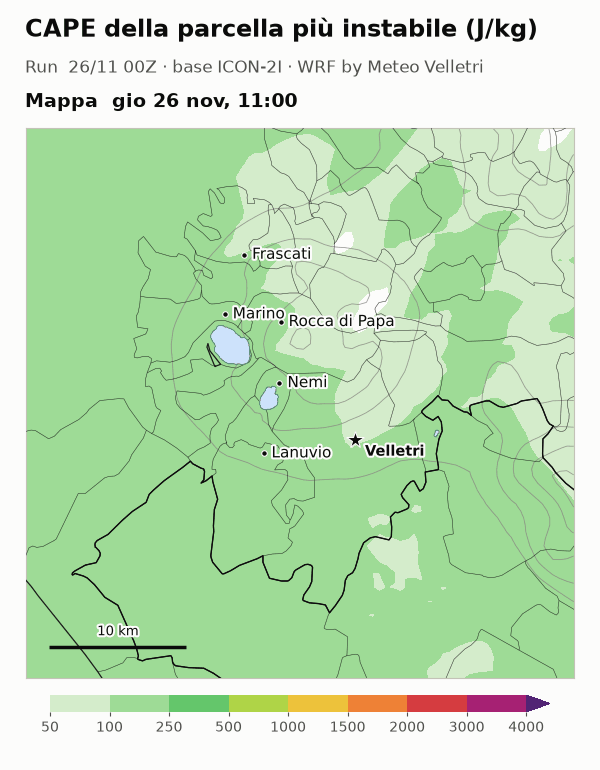 CAPE della parcella più instabile (J/kg)
Run  26/11 00Z · base ICON-2I · WRF by Meteo Velletri
Mappa  gio 26 nov, 11:00
Frascati
Marino
Rocca di Papa
Nemi
Velletri
Lanuvio
10 km
50 100 250 500 1000 1500 2000 3000 4000